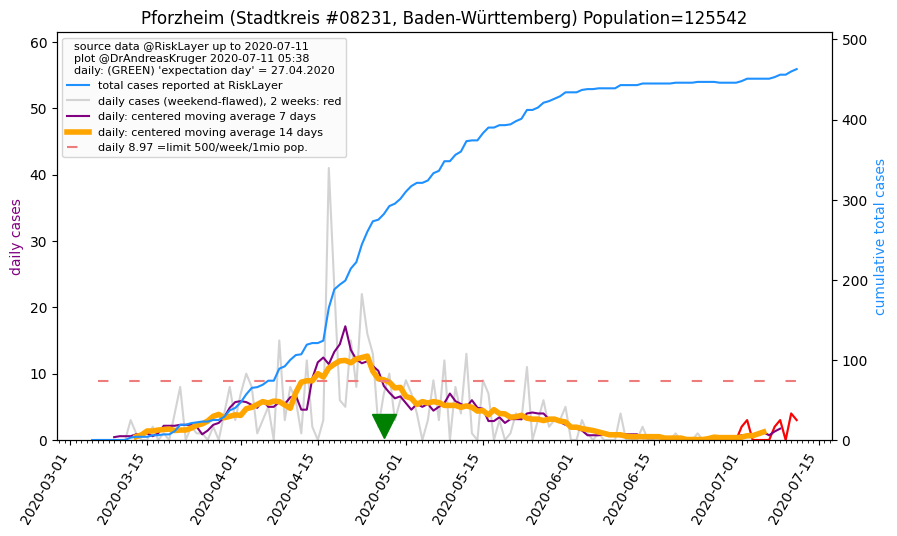 Pforzheim (Stadtkreis #08231, Baden-Württemberg) Population=125542
source data @RiskLayer up to 2020-07-11
plot @DrAndreasKruger 2020-07-11 05:38
daily: (GREEN) 'expectation day' = 27.04.2020
total cases reported at RiskLayer
daily cases (weekend-flawed), 2 weeks: red
daily: centered moving average 7 days
daily: centered moving average 14 days
daily 8.97 =limit 500/week/1mio pop.
daily cases
60
50
40
30
20
10
0
cumulative total cases
500
400
300
200
100
0
2020-03-01
2020-03-15
2020-04-01
2020-04-15
2020-05-01
2020-05-15
2020-06-01
2020-06-15
2020-07-01
2020-07-15